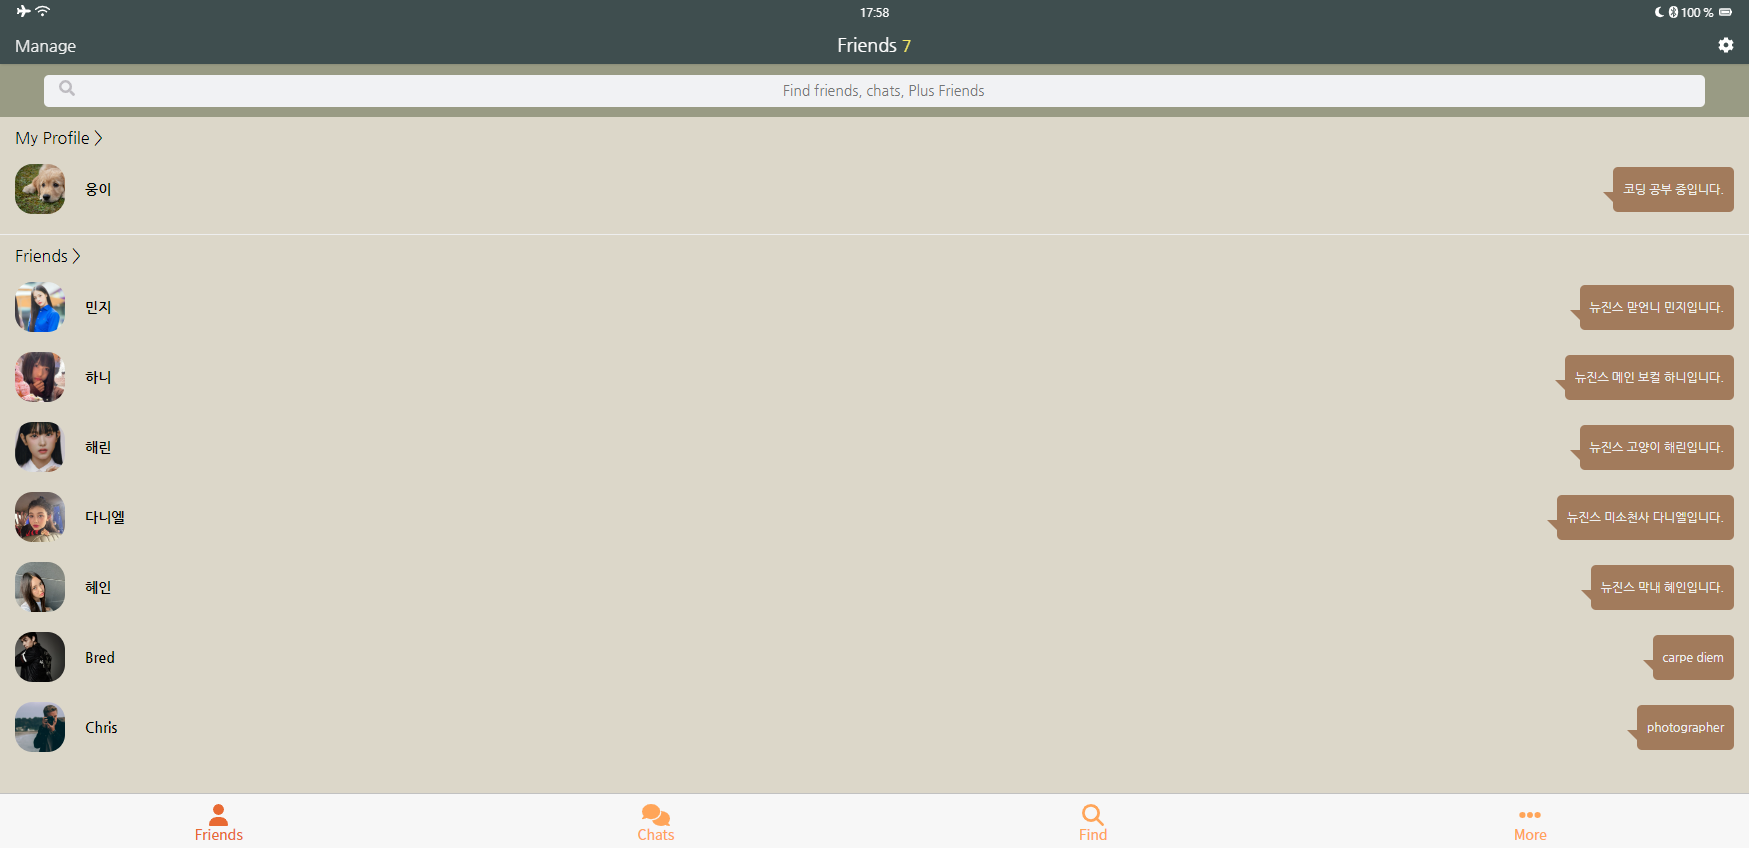 17:58
100 %
Manage
Friends 7
Find friends, chats, Plus Friends
My Profile
웅이
코딩 공부 중입니다.
Friends
민지
뉴진스 맏언니 민지입니다.
하니
뉴진스 메인 보컬 하니입니다.
해린
뉴진스 고양이 해린입니다.
다니엘
뉴진스 미소천사 다니엘입니다.
혜인
뉴진스 막내 혜인입니다.
Bred
carpe diem
Chris
photographer
Friends
Chats
Find
More